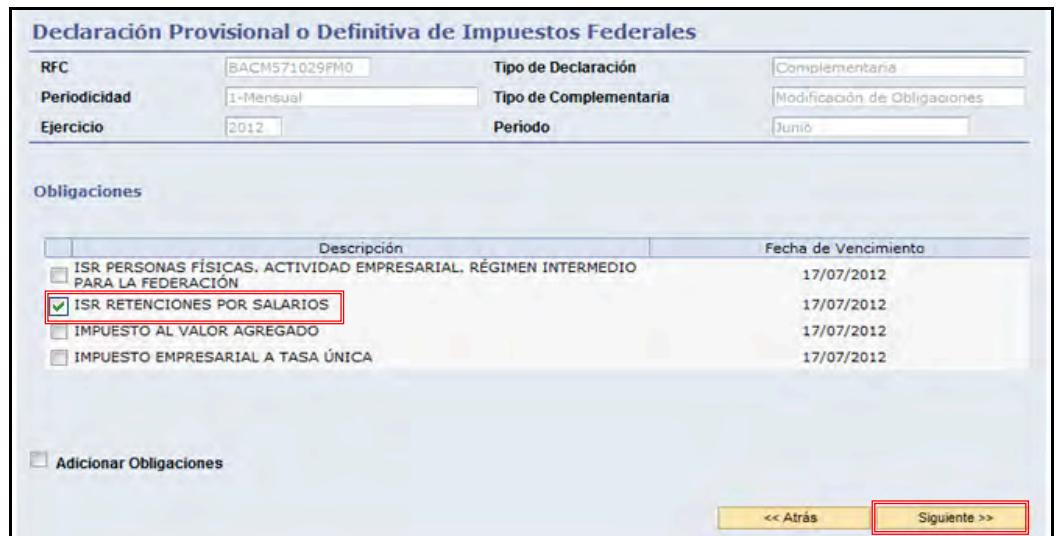 Declaración Provisional o Definitiva de Impuestos Federales
RFC BACM571029FM0 Tipo de Declaración Complementaria
Periodicidad 1-Mensual Tipo de Complementaria Modificación de Obligaciones
Ejercicio 2012 Periodo Junio
Obligaciones
Descripción Fecha de Vencimiento
ISR PERSONAS FÍSICAS. ACTIVIDAD EMPRESARIAL. RÉGIMEN INTERMEDIO
PARA LA FEDERACIÓN 17/07/2012
ISR RETENCIONES POR SALARIOS 17/07/2012
IMPUESTO AL VALOR AGREGADO 17/07/2012
IMPUESTO EMPRESARIAL A TASA ÚNICA 17/07/2012
Adicionar Obligaciones
<< Atrás Siguiente >>